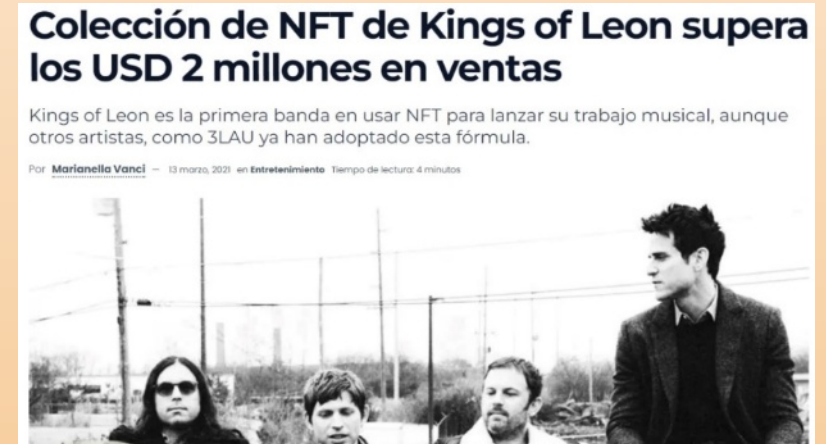 Colección de NFT de Kings of Leon supera
los USD 2 millones en ventas
Kings of Leon es la primera banda en usar NFT para lanzar su trabajo musical, aunque
otros artistas, como 3LAU ya han adoptado esta fórmula.
Por Marianella Vanci — 13 marzo, 2021 en Entretenimiento Tiempo de lectura: 4 minutos